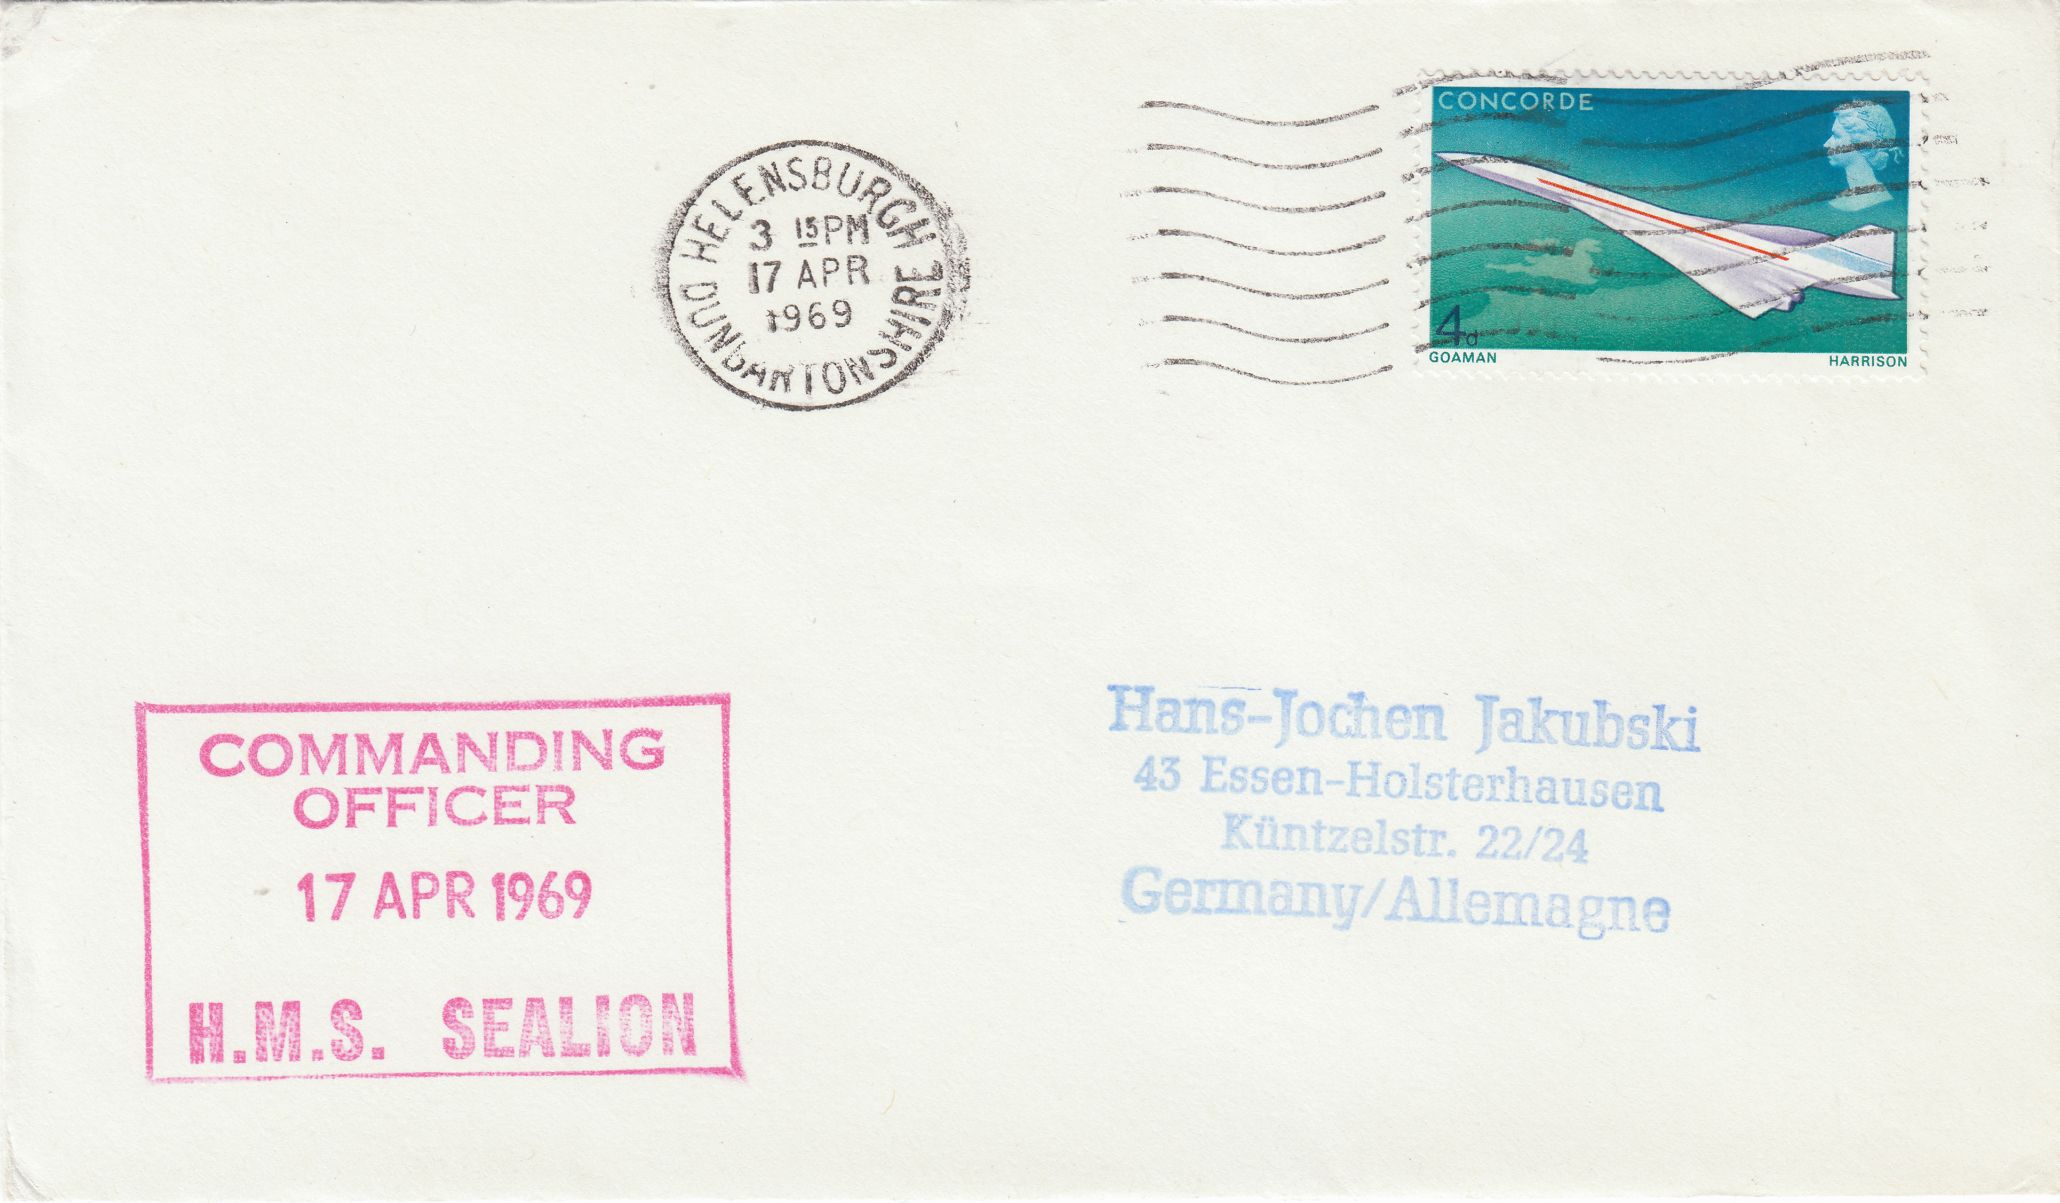 HELENSBURGH
3 15PM
17 APR
1969
DUNBARTONSHIRE
CONCORDE
4d
GOAMAN HARRISON
COMMANDING
OFFICER
17 APR 1969
H.M.S. SEALION
Hans-Jochen Jakubski
43 Essen-Holsterhausen
Küntzelstr. 22/24
Germany/Allemagne